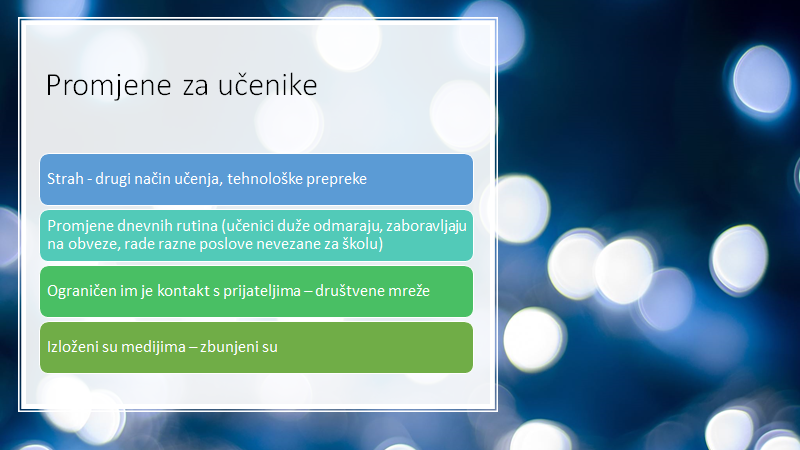 Promjene za učenike
Strah - drugi način učenja, tehnološke prepreke
Promjene dnevnih rutina (učenici duže odmaraju, zaboravljaju
na obveze, rade razne poslove nevezane za školu)
Ograničen im je kontakt s prijateljima – društvene mreže
Izloženi su medijima – zbunjeni su